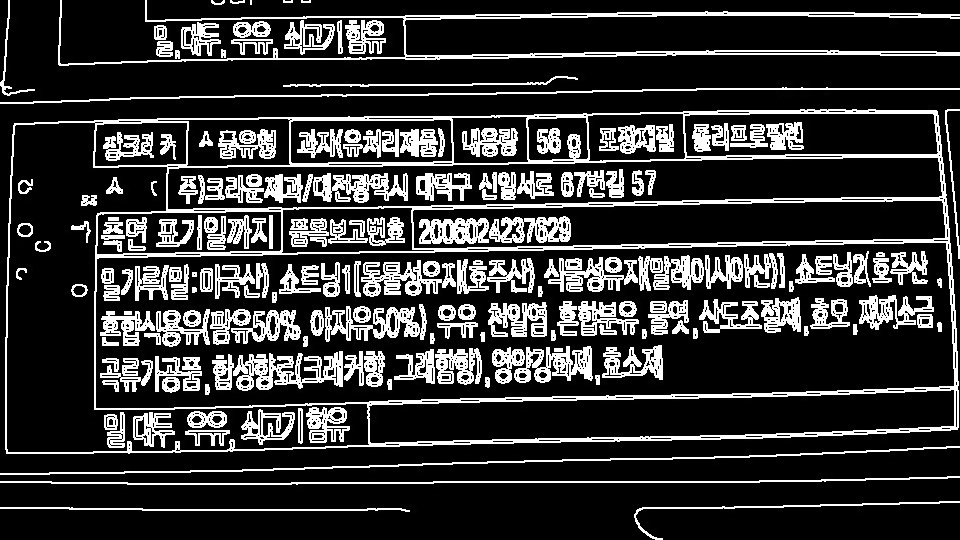 밀, 대두, 우유, 쇠고기 함유
참크래커 품유형 과자(유처리제품) 내용량 56 g 포장재질 폴리프로필렌
주)크라운제과/대전광역시 대덕구 신일서로 67번길 57
측면 표기일까지 품목보고번호 2006024237629
밀가루(밀:미국산), 쇼트닝1[동물성유지(호주산), 식물성유지(말레이시아산)], 쇼트닝2(호주산,
혼합식용유(팜유50%, 야자유50%), 우유, 천일염, 혼합분유, 물엿, 산도조절제, 효모, 재제소금,
곡류가공품, 합성향료(크래커향, 그래함향), 영양강화제, 효소제
밀, 대두, 우유, 쇠고기 함유